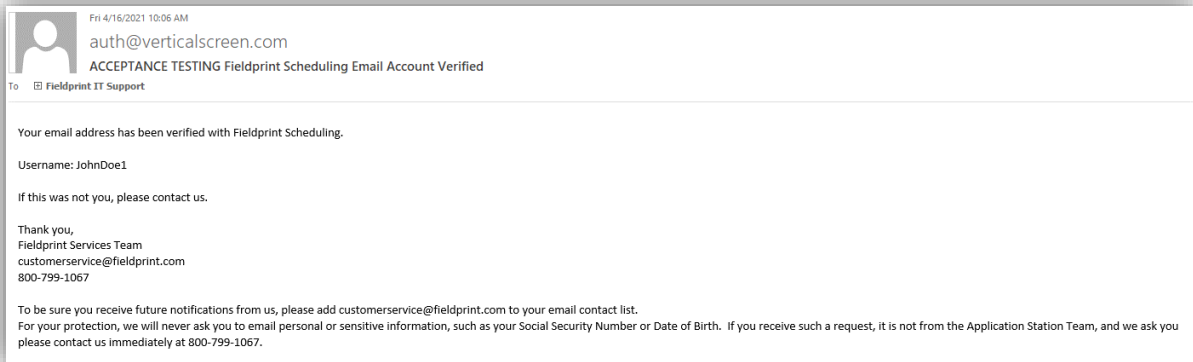 Fri 4/16/2021 10:06 AM
auth@verticalscreen.com
ACCEPTANCE TESTING Fieldprint Scheduling Email Account Verified
To Fieldprint IT Support
Your email address has been verified with Fieldprint Scheduling.
Username: JohnDoe1
If this was not you, please contact us.
Thank you,
Fieldprint Services Team
customerservice@fieldprint.com
800-799-1067
To be sure you receive future notifications from us, please add customerservice@fieldprint.com to your email contact list.
For your protection, we will never ask you to email personal or sensitive information, such as your Social Security Number or Date of Birth.  If you receive such a request, it is not from the Application Station Team, and we ask you
please contact us immediately at 800-799-1067.